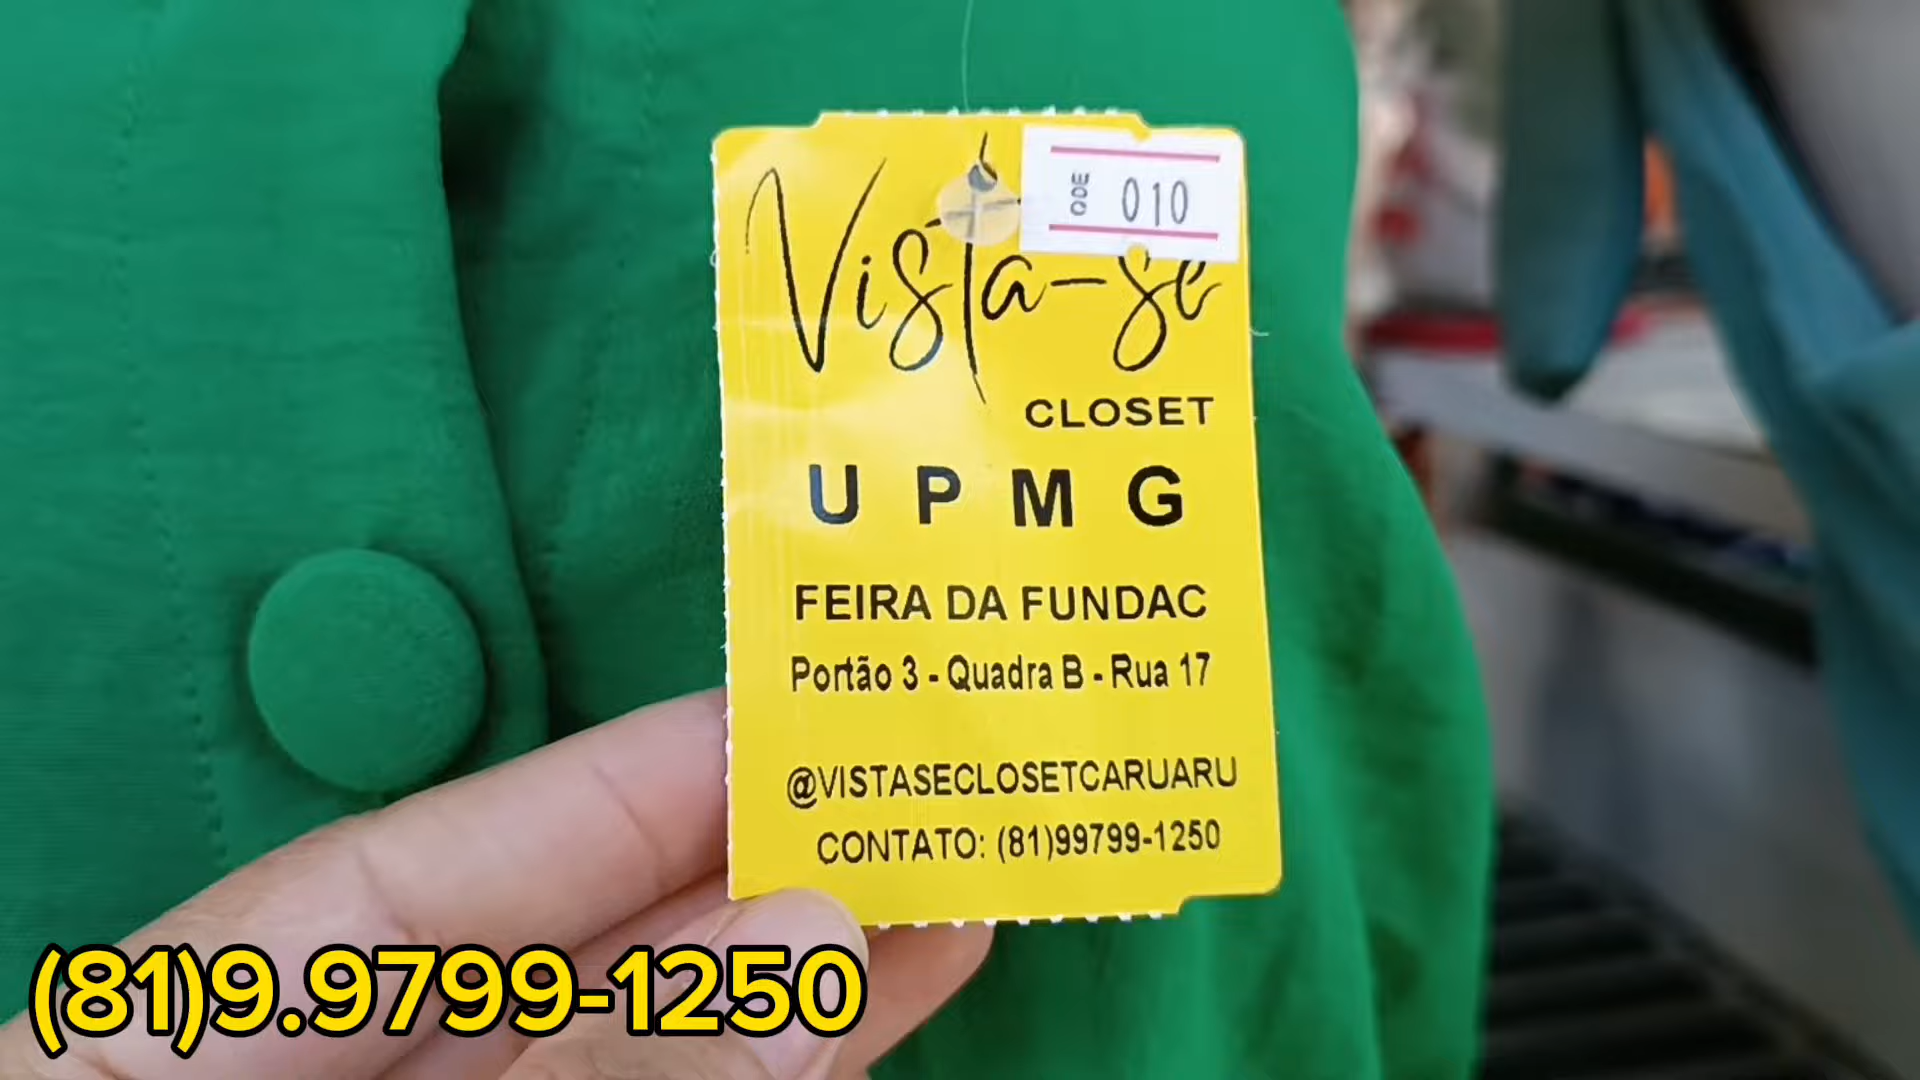 QDE 010
Vista-se
CLOSET
U P M G
FEIRA DA FUNDAC
Portão 3 - Quadra B - Rua 17
@VISTASECLOSETCARUARU
CONTATO: (81)99799-1250
(81)9.9799-1250